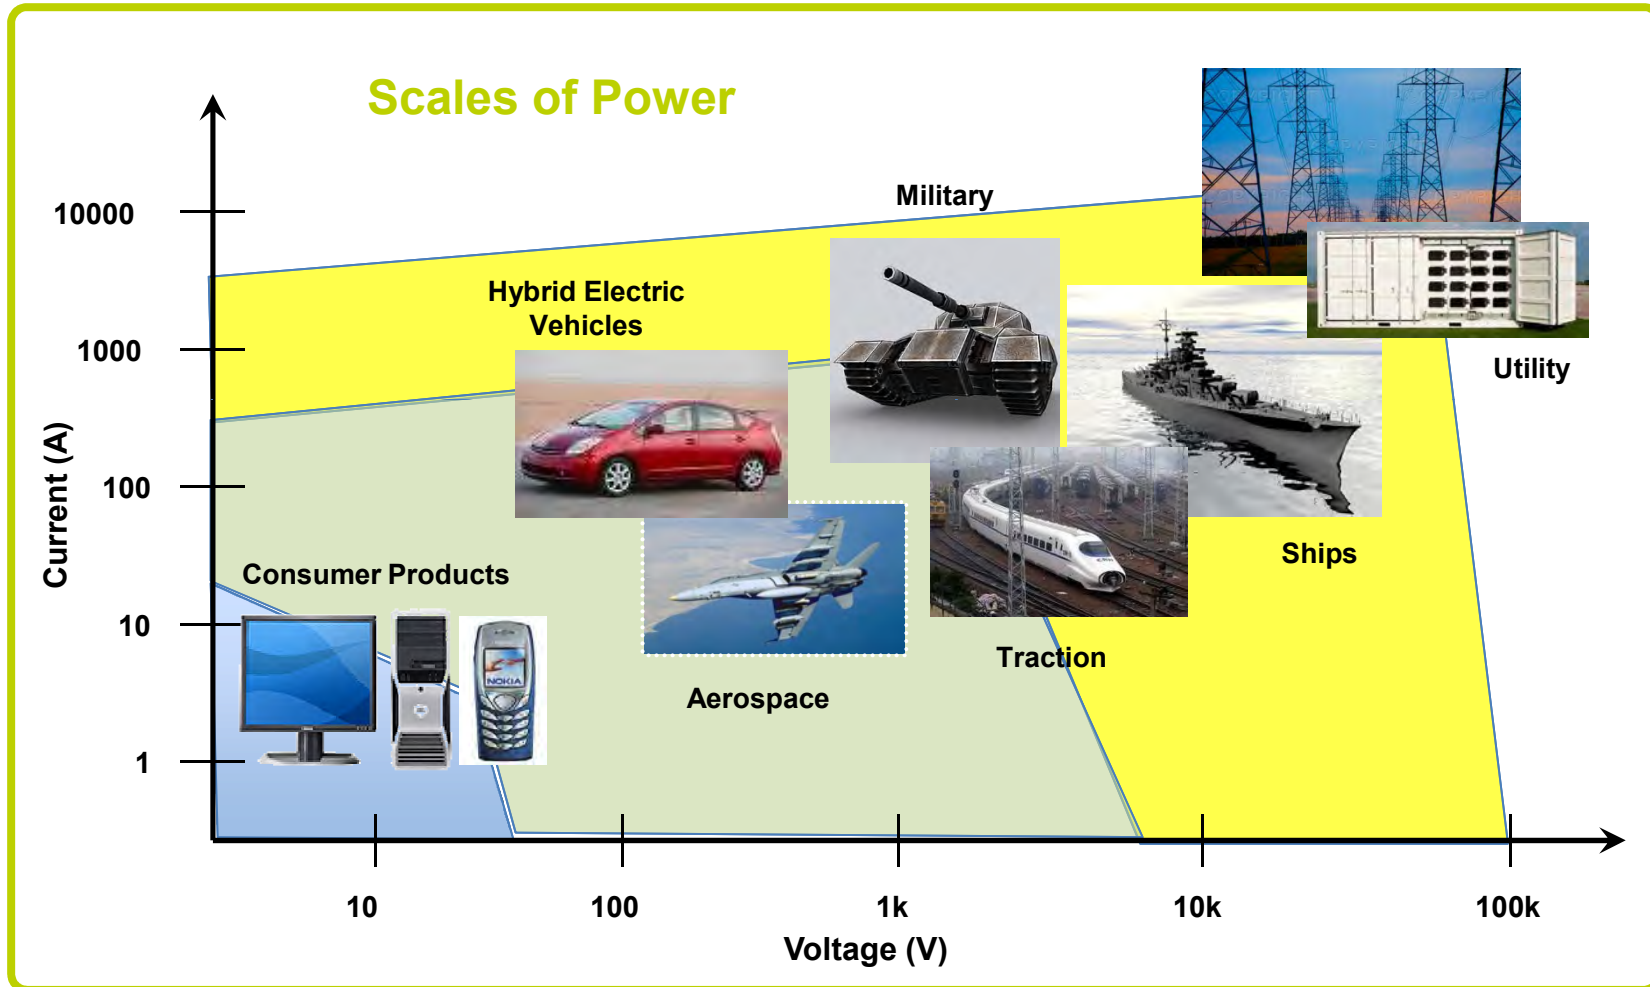 Scales of Power
Military
Hybrid Electric
Vehicles
Utility
Ships
Consumer Products
Traction
Aerospace
NOKIA
Current (A)
10000
1000
100
10
1
10
100
1k
10k
100k
Voltage (V)